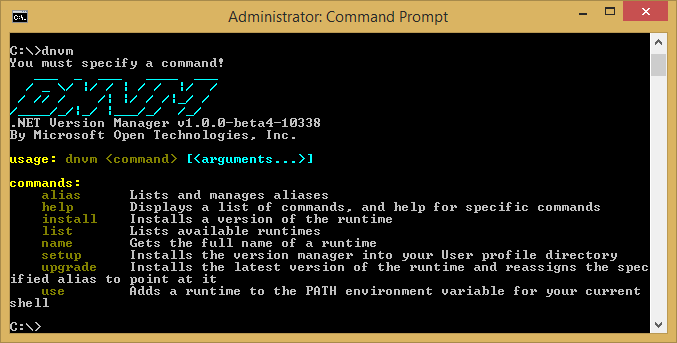 Administrator: Command Prompt
C:\>dnvm
You must specify a command!
.NET Version Manager v1.0.0-beta4-10338
By Microsoft Open Technologies, Inc.
usage: dnvm <command> [<arguments...>]
commands:
alias Lists and manages aliases
help Displays a list of commands, and help for specific commands
install Installs a version of the runtime
list Lists available runtimes
name Gets the full name of a runtime
setup Installs the version manager into your User profile directory
upgrade Installs the latest version of the runtime and reassigns the spec
ified alias to point at it
use Adds a runtime to the PATH environment variable for your current
shell
C:\>